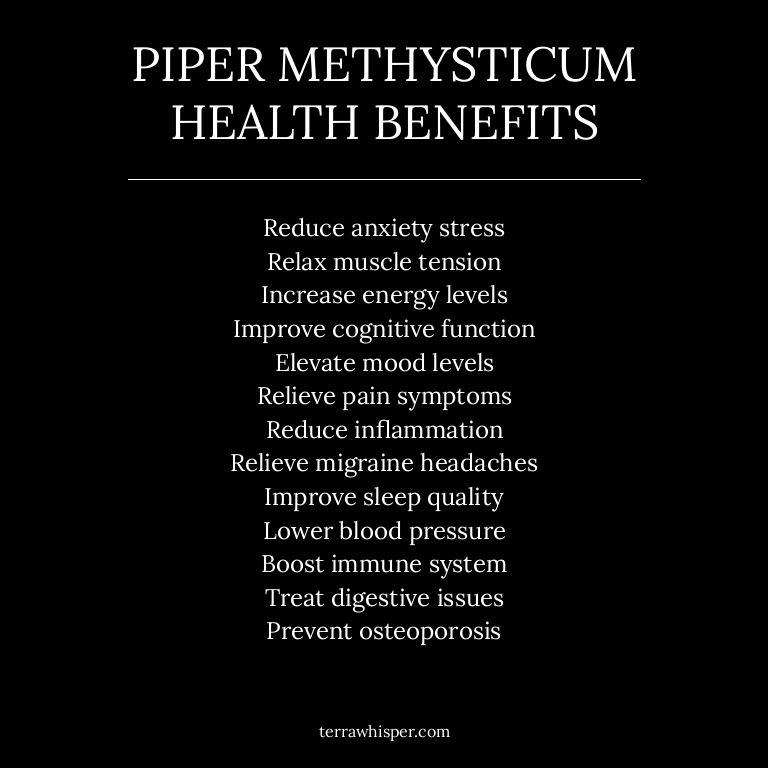 PIPER METHYSTICUM
HEALTH BENEFITS
Reduce anxiety stress
Relax muscle tension
Increase energy levels
Improve cognitive function
Elevate mood levels
Relieve pain symptoms
Reduce inflammation
Relieve migraine headaches
Improve sleep quality
Lower blood pressure
Boost immune system
Treat digestive issues
Prevent osteoporosis
terrawhisper.com